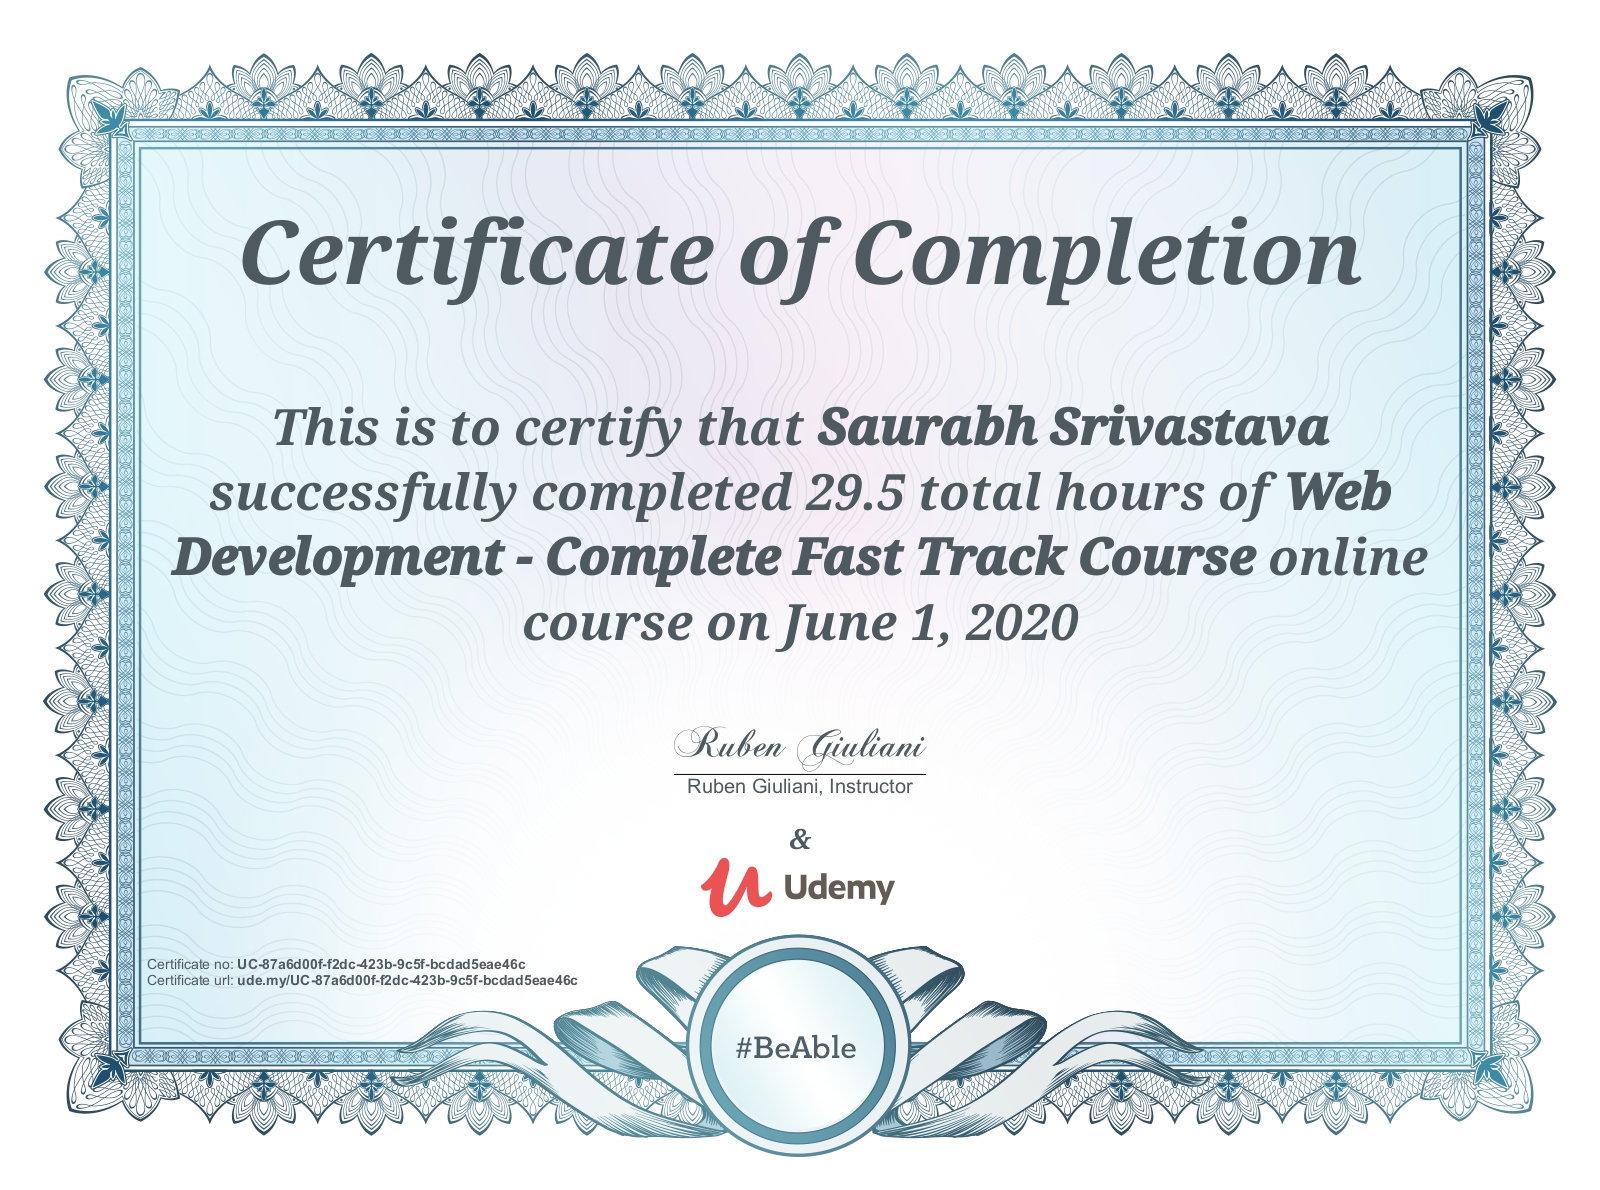 Certificate of Completion
This is to certify that Saurabh Srivastava
successfully completed 29.5 total hours of Web
Development - Complete Fast Track Course online
course on June 1, 2020
Ruben Giuliani
Ruben Giuliani, Instructor
&
Udemy
Certificate no: UC-87a6d00f-f2dc-423b-9c5f-bcdad5eae46c
Certificate url: ude.my/UC-87a6d00f-f2dc-423b-9c5f-bcdad5eae46c
#BeAble